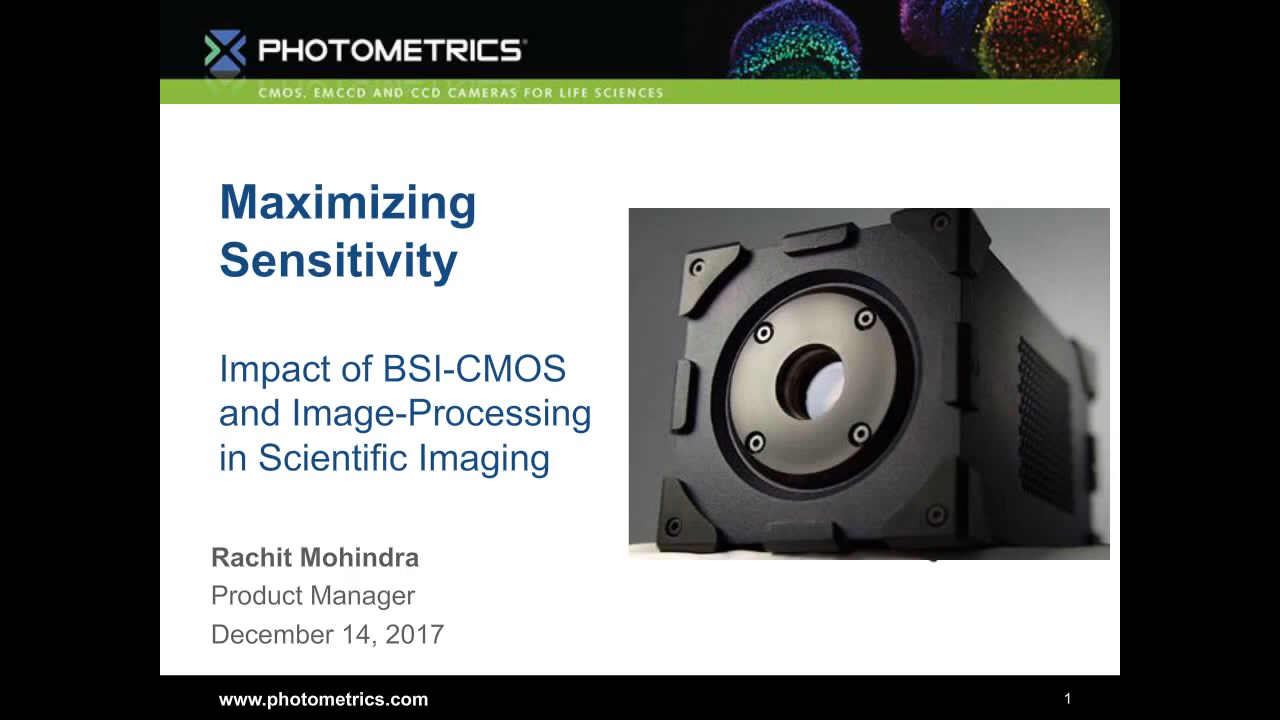 PHOTOMETRICS®
CMOS, EMCCD AND CCD CAMERAS FOR LIFE SCIENCES
Maximizing
Sensitivity
Impact of BSI-CMOS
and Image-Processing
in Scientific Imaging
Rachit Mohindra
Product Manager
December 14, 2017
www.photometrics.com
1